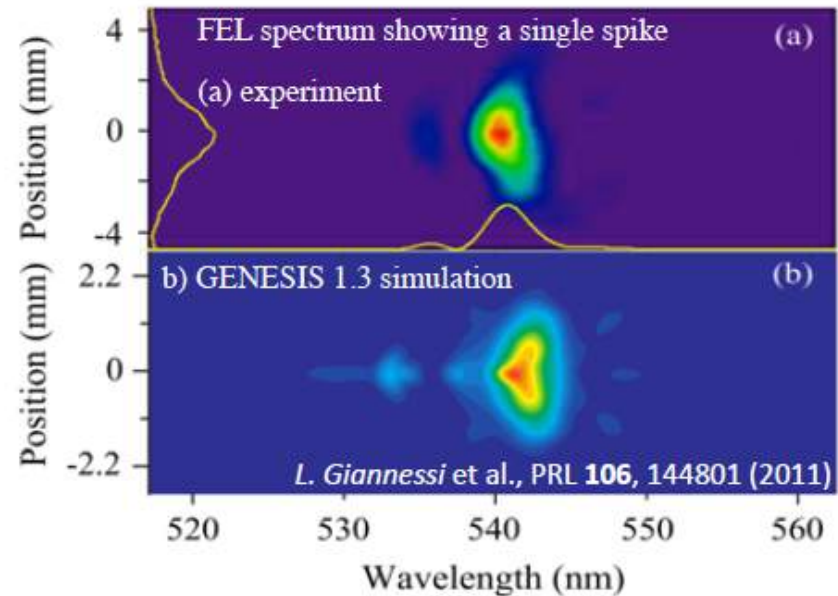 FEL spectrum showing a single spike
(a)
(a) experiment
Position (mm)
4
0
-4
b) GENESIS 1.3 simulation
(b)
Position (mm)
2.2
0
-2.2
L. Giannessi et al., PRL 106, 144801 (2011)
520 530 540 550 560
Wavelength (nm)